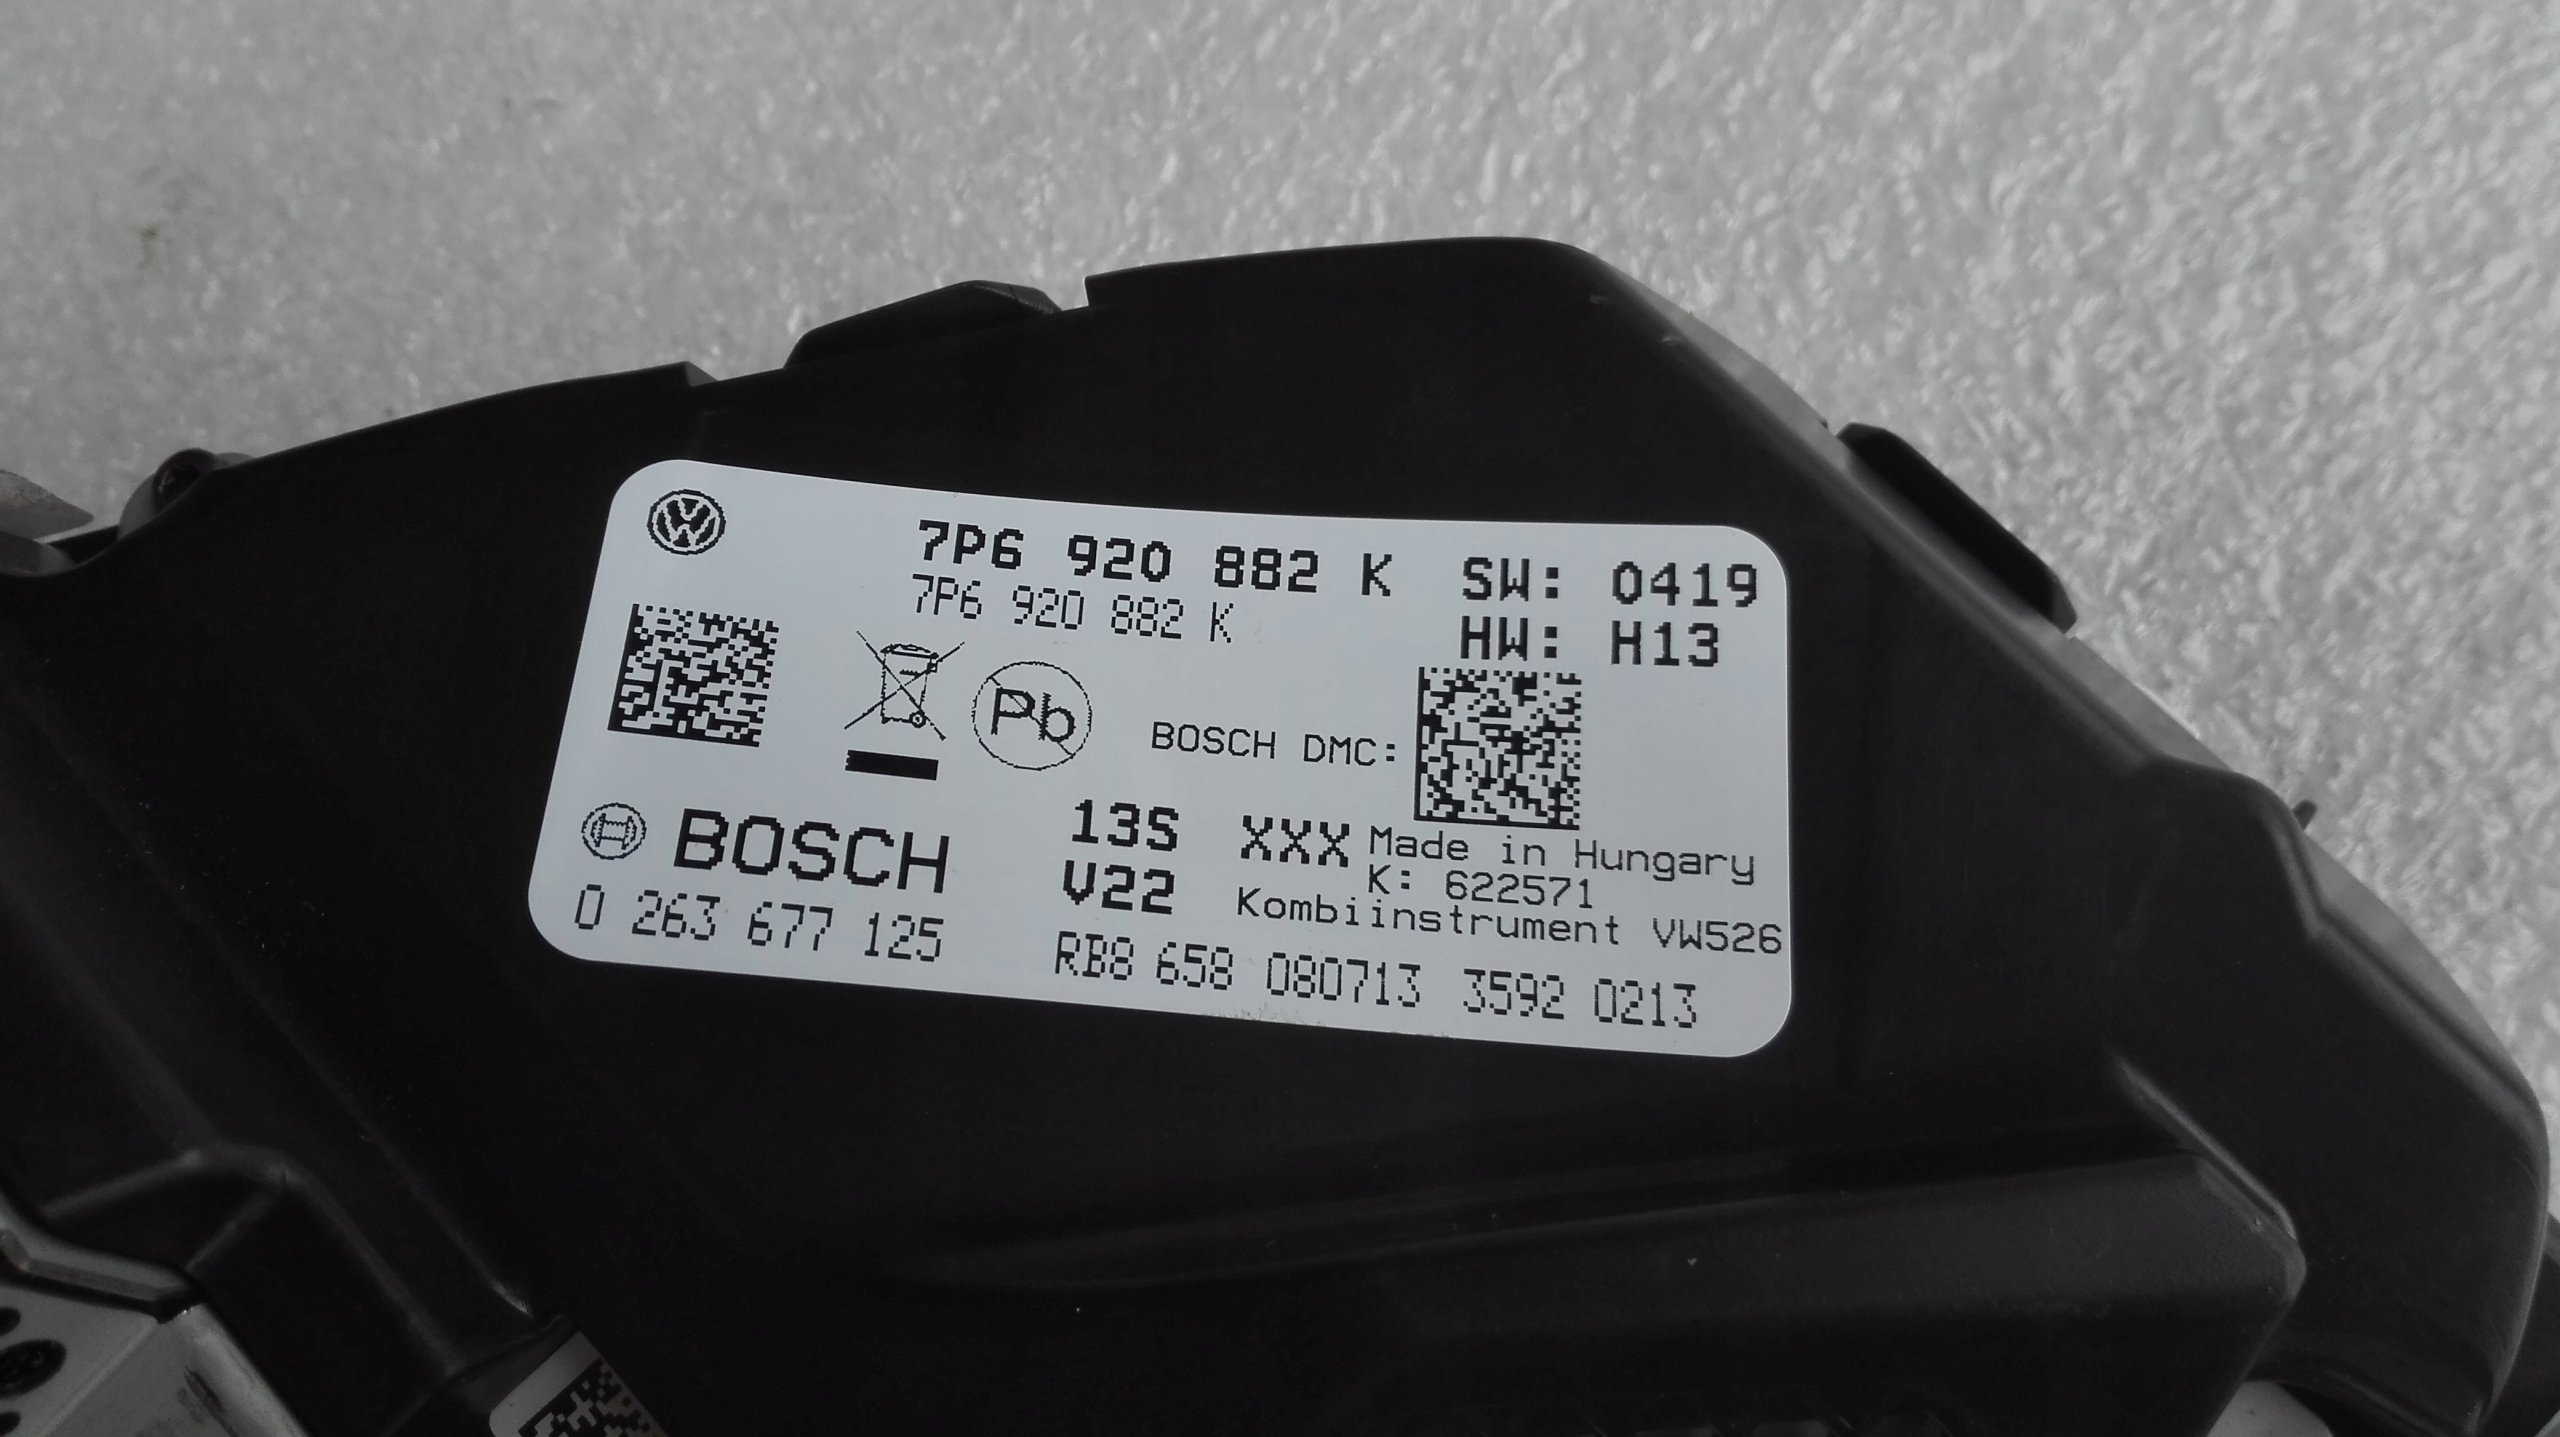 7P6 920 882 K SW: 0419
7P6 920 882 K HW: H13
Pb
BOSCH DMC:
BOSCH 13S XXX Made in Hungary
V22 K: 622571
Kombiinstrument VW526
0 263 677 125 RB8 658 080713 3592 0213